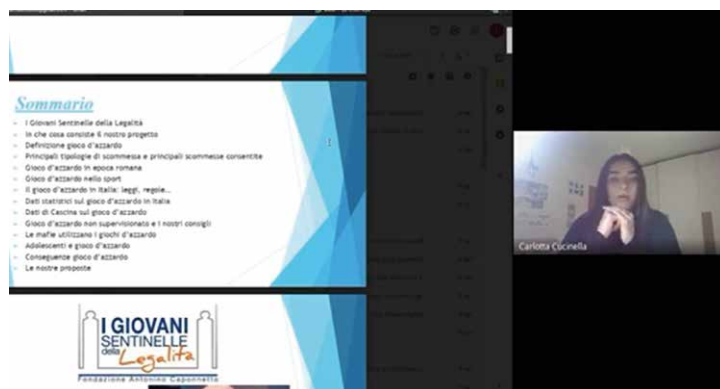 Sommario
I Giovani Sentinelle della Legalità
In che cosa consiste il nostro progetto
Definizione gioco d'azzardo
Principali tipologie di scommessa e principali scommesse consentite
Gioco d'azzardo in epoca romana
Gioco d'azzardo nello sport
Il gioco d'azzardo in Italia: leggi, regole...
Dati statistici sul gioco d'azzardo in Italia
Dati di Cascina sul gioco d'azzardo
Gioco d'azzardo non supervisionato e i nostri consigli
Le mafie utilizzano i giochi d'azzardo
Adolescenti e gioco d'azzardo
Conseguenze gioco d'azzardo
Le nostre proposte
I GIOVANI
SENTINELLE
della Legalità
Fondazione Antonino Caponnetto
Carlotta Cucinella